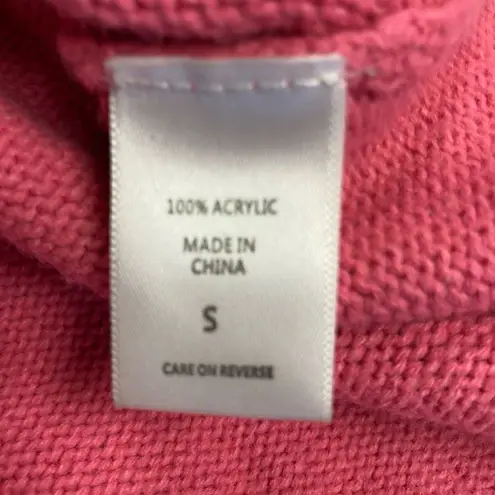 100% ACRYLIC
MADE IN
CHINA
S
CARE ON REVERSE